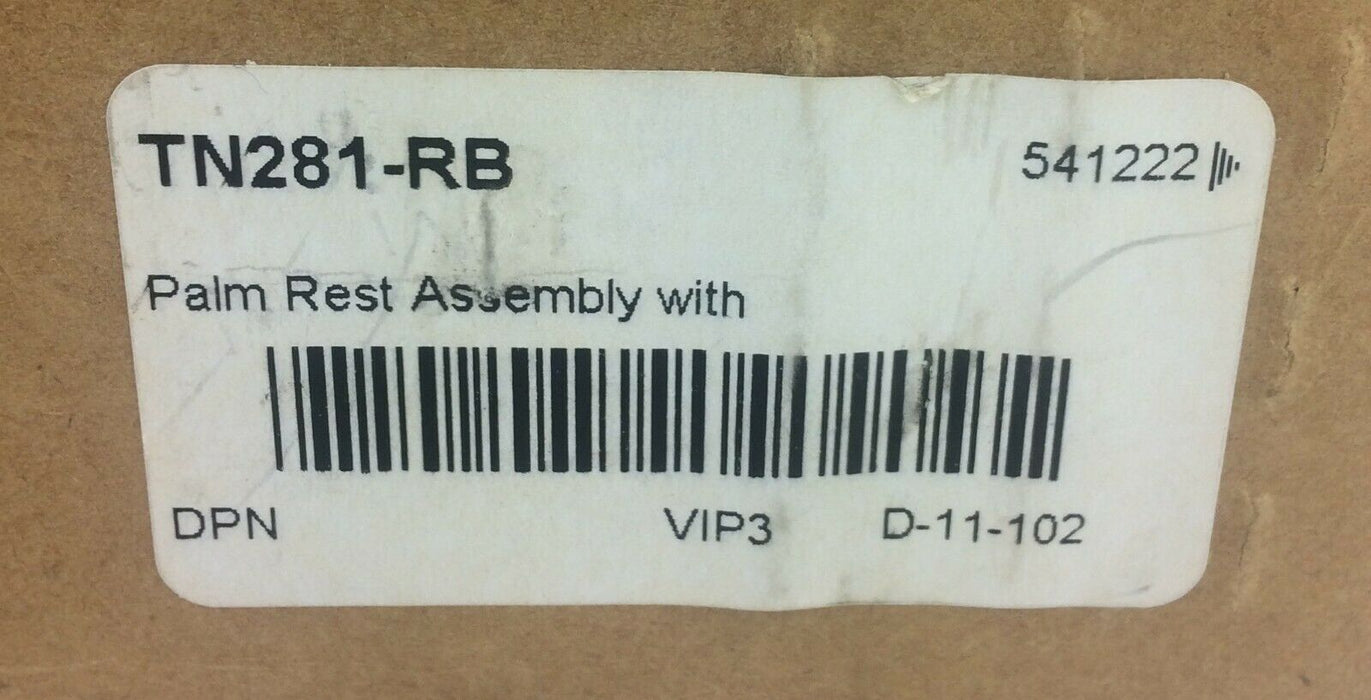 TN281-RB 541222
Palm Rest Assembly with
DPN VIP3 D-11-102